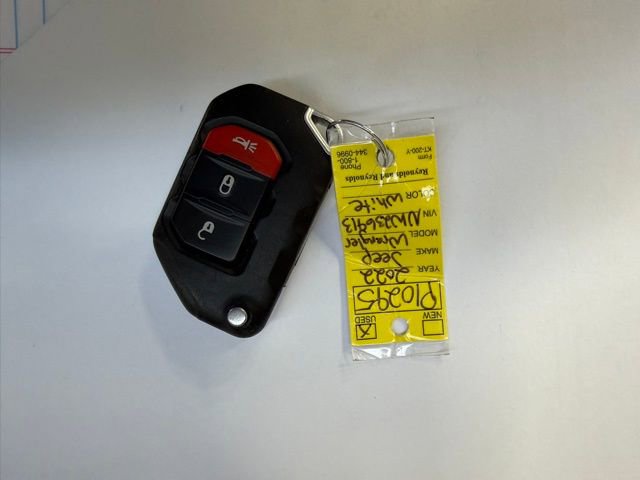 NEW
USED X
P10295
YEAR 2022
MAKE Jeep
MODEL Wrangler
VIN NW236913
COLOR White
Reynolds and Reynolds
Form
KT-200-Y
Phone
1-800-
344-0996